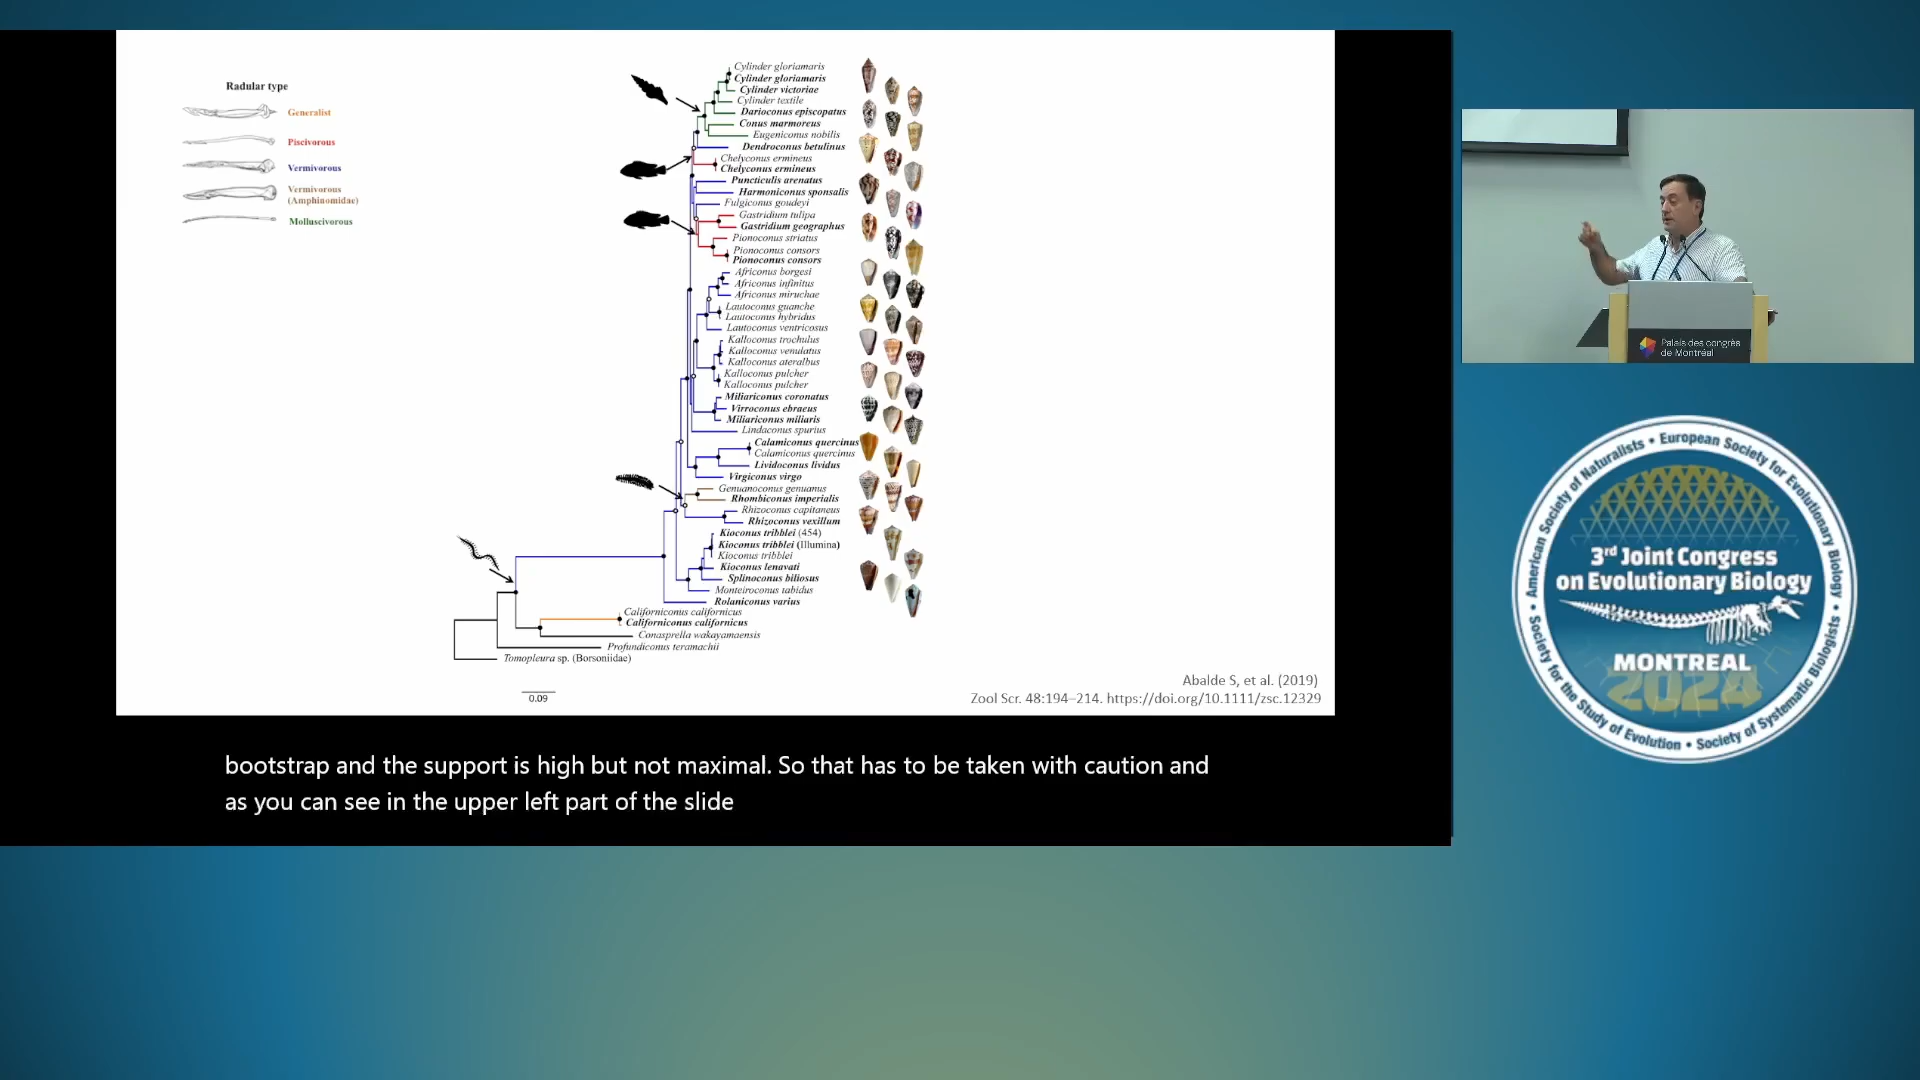 Radular type
Generalist
Piscivorous
Vermivorous
Vermivorous
(Amphinomidae)
Molluscivorous
Cylinder gloriamaris
Cylinder gloriamaris
Cylinder victoriae
Cylinder textile
Darioconus episcopatus
Conus marmoreus
Eugeniconus nobilis
Dendroconus betulinus
Chelyconus ermineus
Chelyconus ermineus
Puncticulis arenatus
Harmoniconus sponsalis
Fulgiconus goudeyi
Gastridium tulipa
Gastridium geographus
Pionoconus striatus
Pionoconus consors
Pionoconus consors
Africonus borgesi
Africonus infinitus
Africonus miruchae
Lautoconus guanche
Lautoconus hybridus
Lautoconus ventricosus
Kalloconus trochulus
Kalloconus venulatus
Kalloconus ateralbus
Kalloconus pulcher
Kalloconus pulcher
Miliariconus coronatus
Virroconus ebraeus
Miliariconus miliaris
Lindaconus spurius
Calamiconus quercinus
Calamiconus quercinus
Lividoconus lividus
Virgiconus virgo
Genuanoconus genuanus
Rhombiconus imperialis
Rhizoconus capitaneus
Rhizoconus vexillum
Kioconus tribblei (454)
Kioconus tribblei (Illumina)
Kioconus tribblei
Kioconus lenavati
Splinoconus biliosus
Monteiroconus tabidus
Rolaniconus varius
Californiconus californicus
Californiconus californicus
Conasprella wakayamaensis
Profundiconus teramachii
Tomopleura sp. (Borsoniidae)
0.09
Abalde S, et al. (2019)
Zool Scr. 48:194–214. https://doi.org/10.1111/zsc.12329
bootstrap and the support is high but not maximal. So that has to be taken with caution and
as you can see in the upper left part of the slide
Palais des congrès
de Montréal
American Society of Naturalists • European Society for Evolutionary Biology •
Society for the Study of Evolution • Society of Systematic Biologists •
3rd Joint Congress
on Evolutionary Biology
MONTREAL
2024